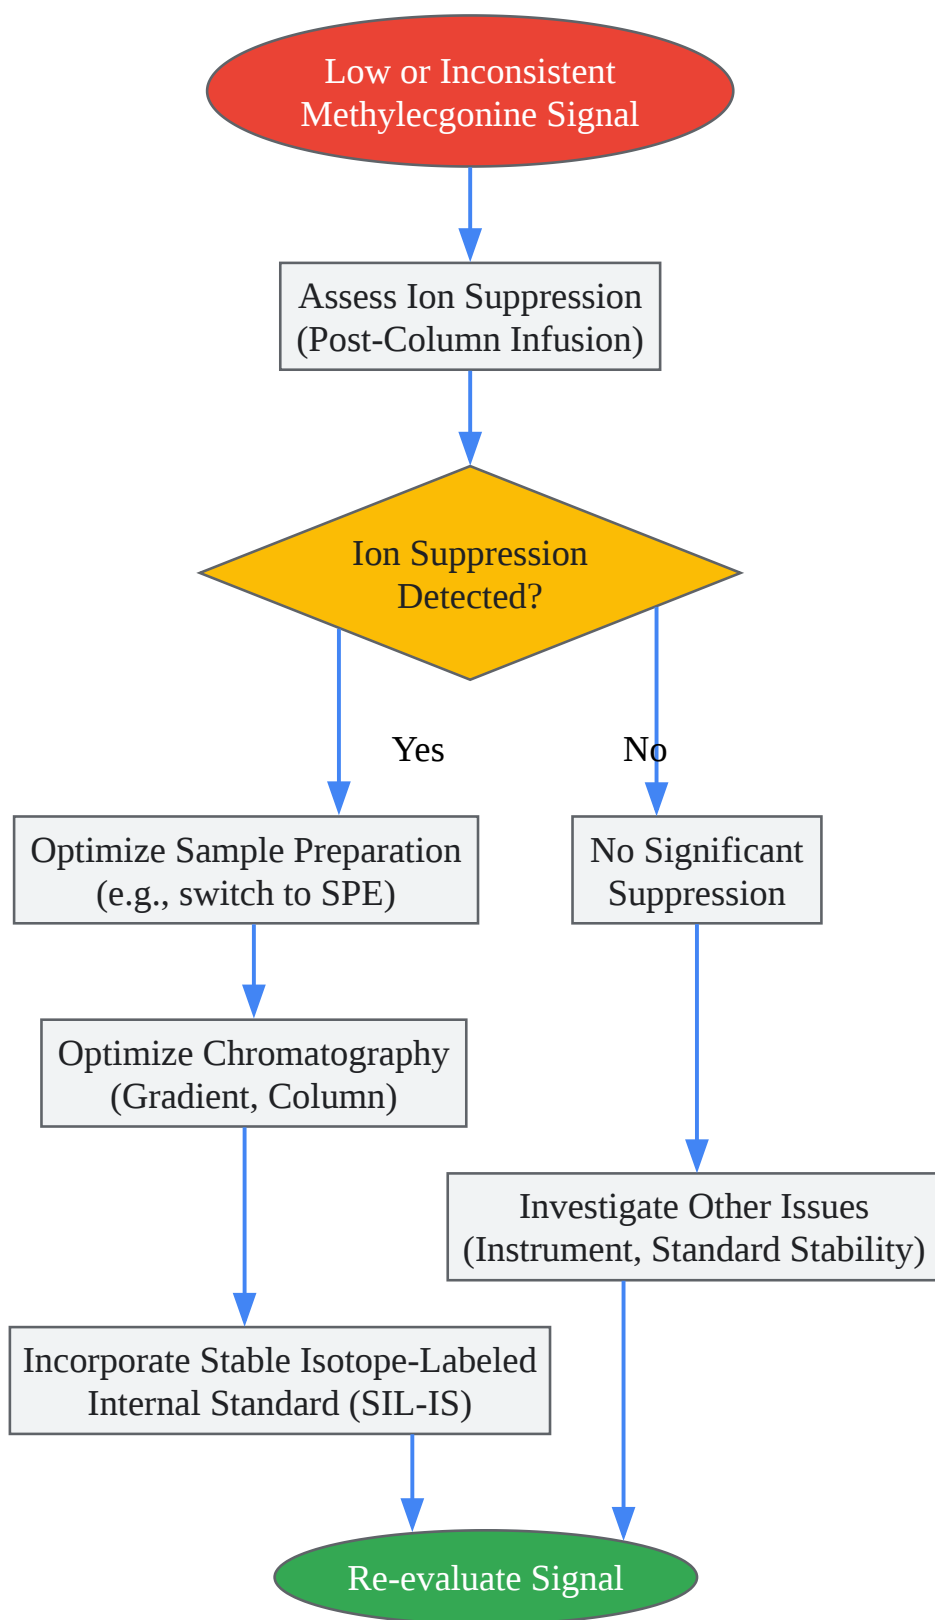 Low or Inconsistent
Methylecgonine Signal
Assess Ion Suppression
(Post-Column Infusion)
Ion Suppression
Detected?
Yes
No
Optimize Sample Preparation
(e.g., switch to SPE)
No Significant
Suppression
Optimize Chromatography
(Gradient, Column)
Investigate Other Issues
(Instrument, Standard Stability)
Incorporate Stable Isotope-Labeled
Internal Standard (SIL-IS)
Re-evaluate Signal